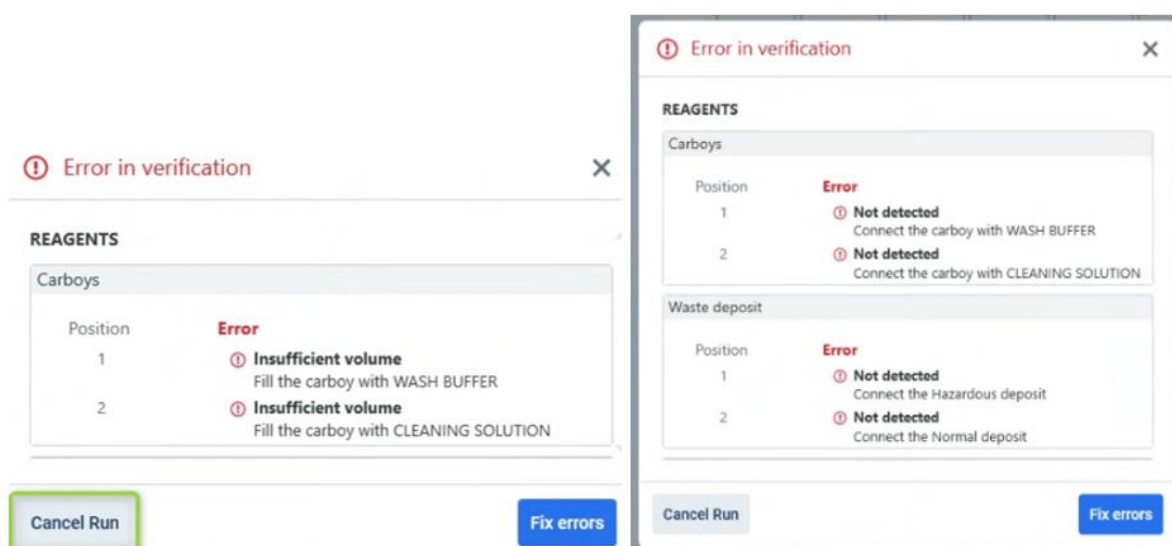 Error in verification
REAGENTS
Carboys
Position Error
1 Insufficient volume
Fill the carboy with WASH BUFFER
2 Insufficient volume
Fill the carboy with CLEANING SOLUTION
Cancel Run Fix errors
Error in verification
REAGENTS
Carboys
Position Error
1 Not detected
Connect the carboy with WASH BUFFER
2 Not detected
Connect the carboy with CLEANING SOLUTION
Waste deposit
Position Error
1 Not detected
Connect the Hazardous deposit
2 Not detected
Connect the Normal deposit
Cancel Run Fix errors